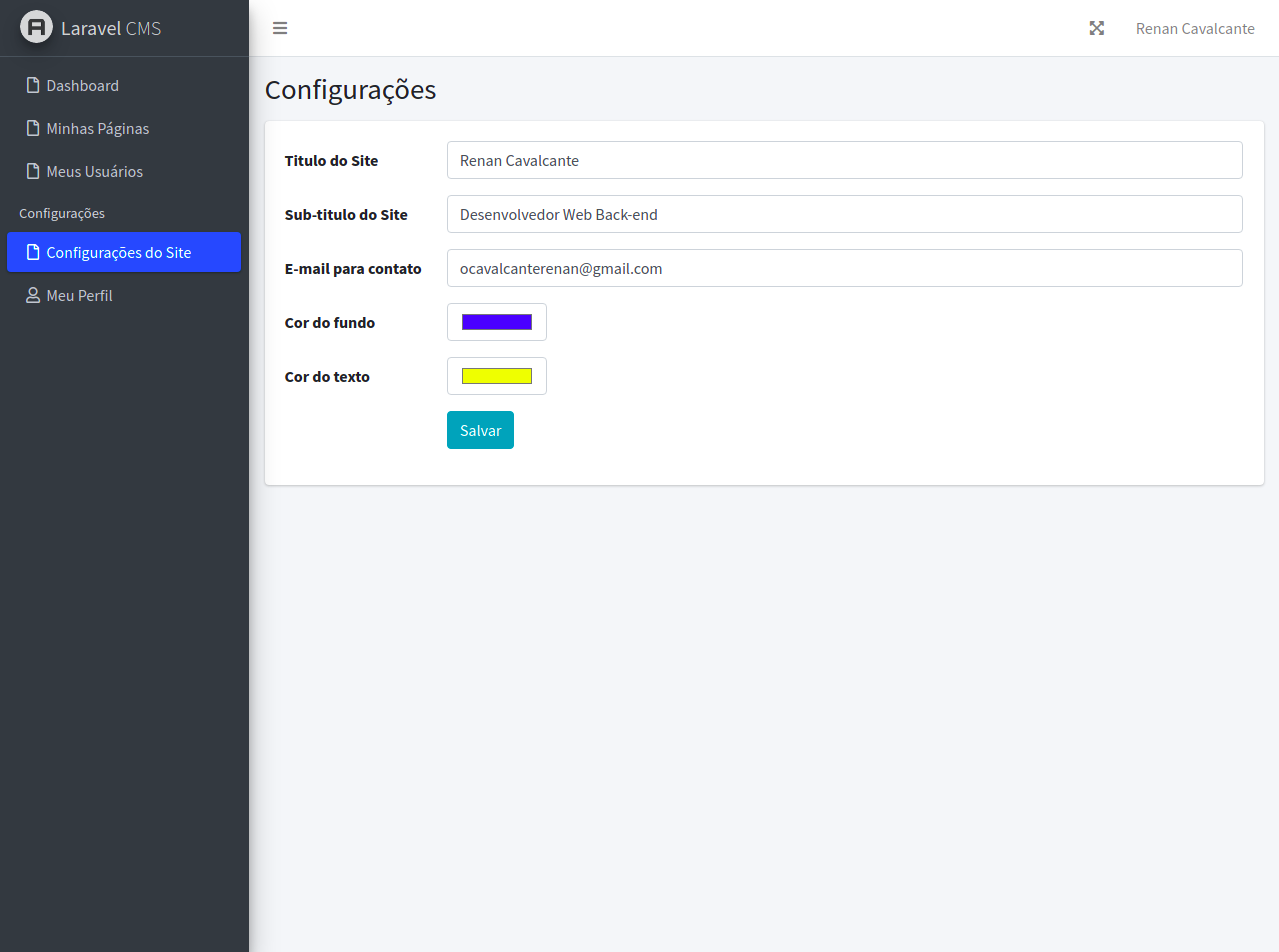 Laravel CMS
Renan Cavalcante
Dashboard
Minhas Páginas
Meus Usuários
Configurações
Configurações do Site
Meu Perfil
Configurações
Titulo do Site
Renan Cavalcante
Sub-titulo do Site
Desenvolvedor Web Back-end
E-mail para contato
ocavalcanterenan@gmail.com
Cor do fundo
Cor do texto
Salvar